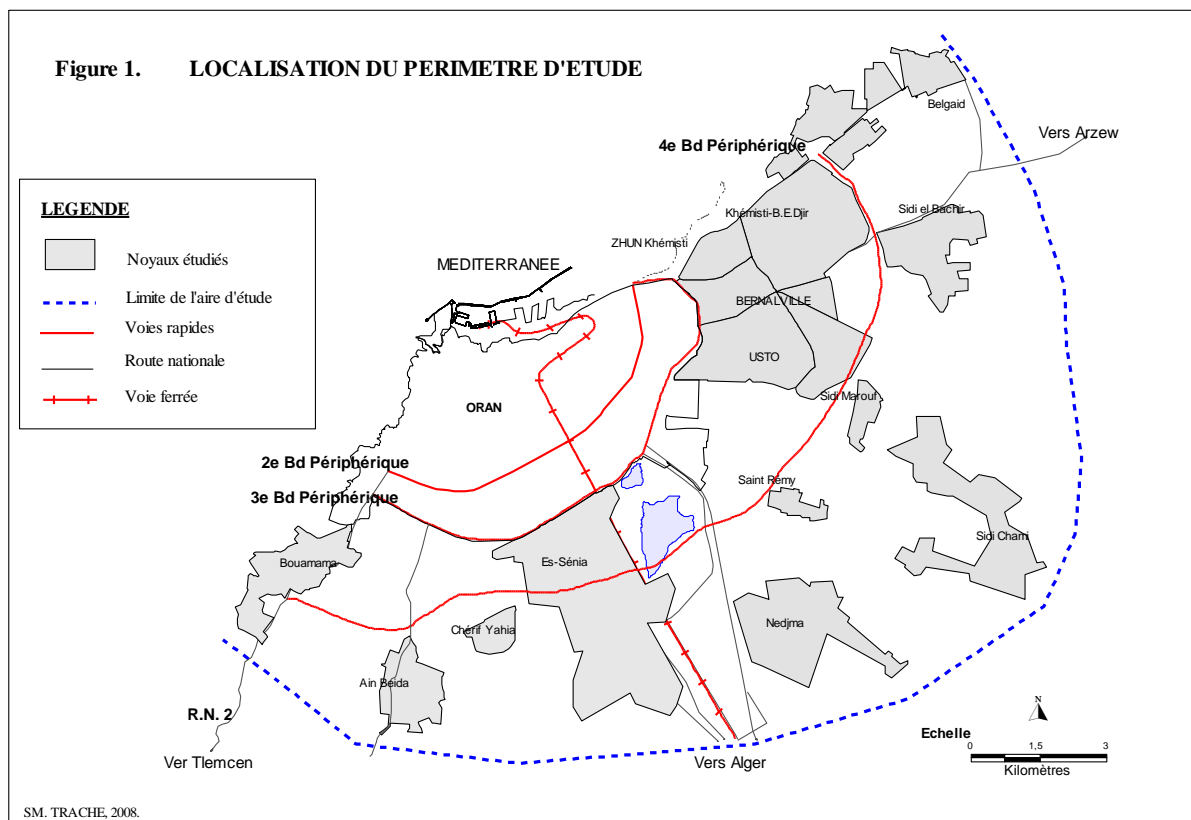 Figure 1. LOCALISATION DU PERIMETRE D'ETUDE
Belgaid
Vers Arzew
4e Bd Périphérique
LEGENDE
Noyaux étudiés
Limite de l'aire d'étude
Voies rapides
Route nationale
Voie ferrée
Khémisti-B.E.Djir
Sidi el Bachir
ZHUN Khémisti
MEDITERRANEE
BERNALVILLE
USTO
Sidi Marouf
ORAN
2e Bd Périphérique
3e Bd Périphérique
Saint Rémy
Sidi Chami
Bouamama
Es-Sénia
Nedjma
Chérif Yahia
Ain Beida
R.N. 2
Ver Tlemcen
Vers Alger
N
Echelle
0 1,5 3
Kilomètres
SM. TRACHE, 2008.